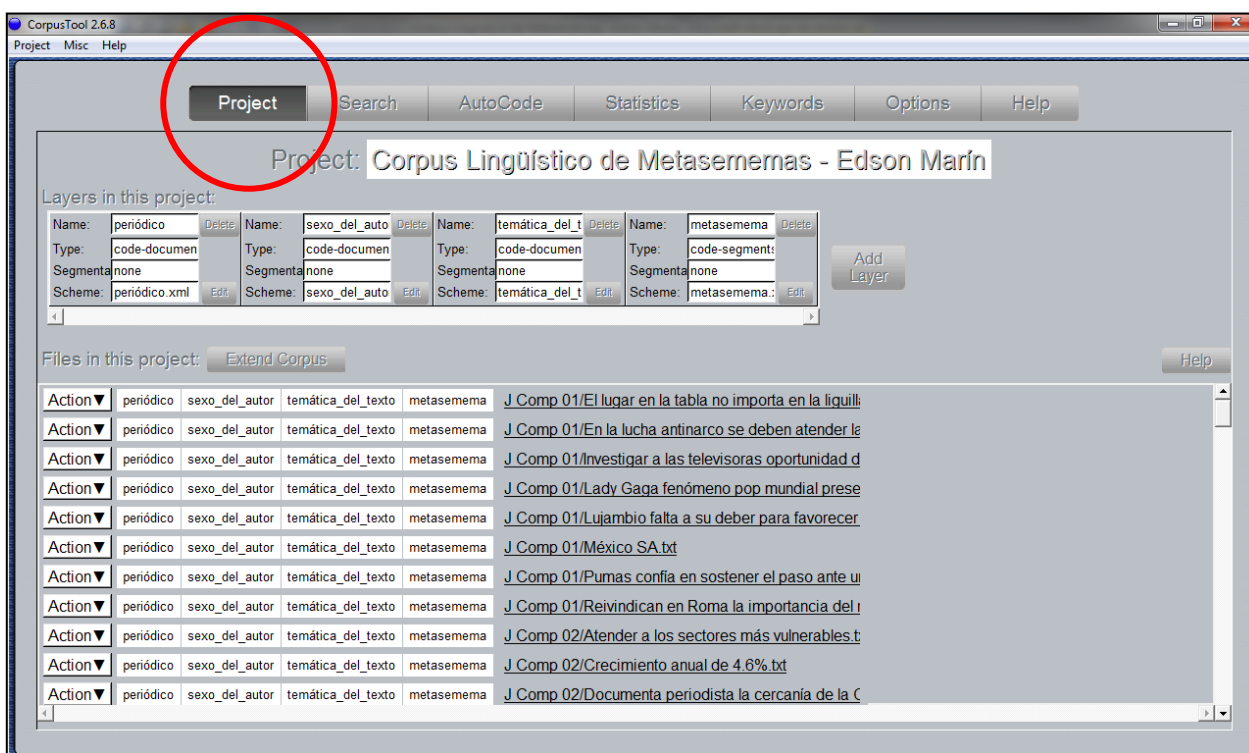 CorpusTool 2.6.8
Project Misc Help
Project Search AutoCode Statistics Keywords Options Help
Project: Corpus Lingüístico de Metasememas - Edson Marín
Layers in this project:
Name: periódico Delete Name: sexo_del_auto Delete Name: temática_del_t Delete Name: metasemema Delete
Type: code-documen Type: code-documen Type: code-documen Type: code-segments
Segmenta none Segmenta none Segmenta none Segmenta none
Scheme: periódico.xml Edit Scheme: sexo_del_auto Edit Scheme: temática_del_t Edit Scheme: metasemema.x Edit
Add
Layer
Files in this project: Extend Corpus Help
Action▼ periódico sexo_del_autor temática_del_texto metasemema J Comp 01/El lugar en la tabla no importa en la liguilla
Action▼ periódico sexo_del_autor temática_del_texto metasemema J Comp 01/En la lucha antinarco se deben atender la
Action▼ periódico sexo_del_autor temática_del_texto metasemema J Comp 01/Investigar a las televisoras oportunidad d
Action▼ periódico sexo_del_autor temática_del_texto metasemema J Comp 01/Lady Gaga fenómeno pop mundial prese
Action▼ periódico sexo_del_autor temática_del_texto metasemema J Comp 01/Lujambio falta a su deber para favorecer
Action▼ periódico sexo_del_autor temática_del_texto metasemema J Comp 01/México SA.txt
Action▼ periódico sexo_del_autor temática_del_texto metasemema J Comp 01/Pumas confía en sostener el paso ante u
Action▼ periódico sexo_del_autor temática_del_texto metasemema J Comp 01/Reivindican en Roma la importancia del
Action▼ periódico sexo_del_autor temática_del_texto metasemema J Comp 02/Atender a los sectores más vulnerables.t
Action▼ periódico sexo_del_autor temática_del_texto metasemema J Comp 02/Crecimiento anual de 4.6%.txt
Action▼ periódico sexo_del_autor temática_del_texto metasemema J Comp 02/Documenta periodista la cercanía de la